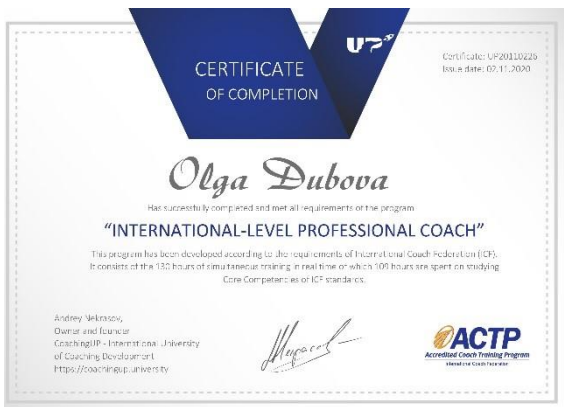 CERTIFICATE
OF COMPLETION
UP
Certificate: UP20110226
Issue date: 02.11.2020
Olga Dubova
Has successfully completed and met all requirements of the program
“INTERNATIONAL-LEVEL PROFESSIONAL COACH”
This program has been developed according to the requirements of International Coach Federation (ICF).
It consists of the 130 hours of simultaneous training in real time of which 109 hours are spent on studying
Core Competencies of ICF standards.
Andrey Nekrasov,
Owner and founder
CoachingUP - International University
of Coaching Development
https://coachingup.university
ACTP
Accredited Coach Training Program
International Coach Federation